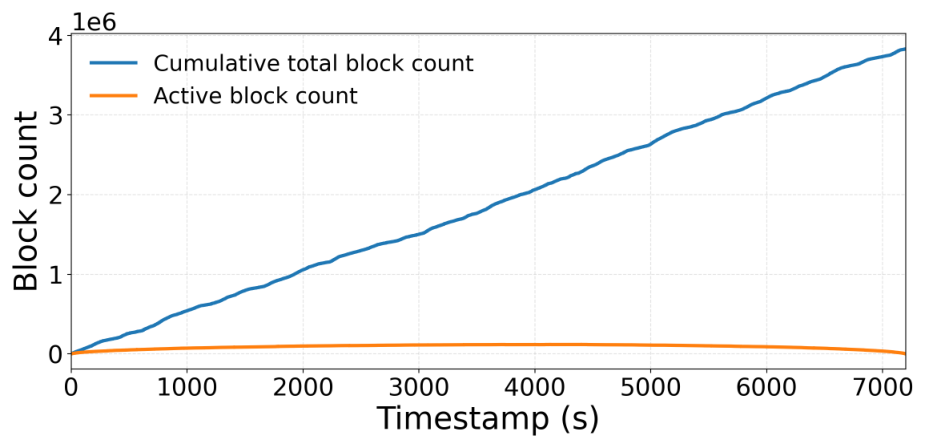 1e6
4
3
2
1
0
Block count
Cumulative total block count
Active block count
0 1000 2000 3000 4000 5000 6000 7000
Timestamp (s)